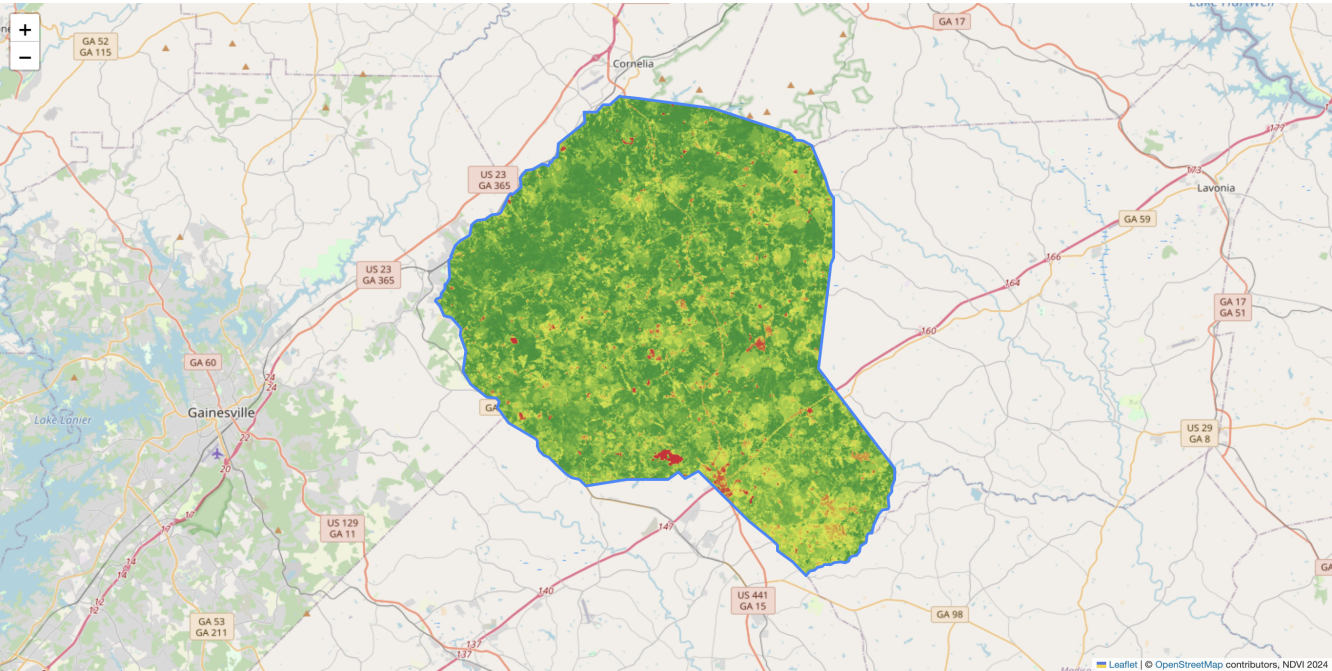 +
−
GA 52
GA 115
Cornelia
GA 17
177
US 23
GA 365
173
Lavonia
GA 59
US 23
GA 365
166
164
GA 17
GA 51
160
GA 60
24
24
Lake Lanier
Gainesville
GA
22
US 29
GA 8
20
17
17
US 129
GA 11
147
14
14
140
12
12
US 441
GA 15
GA 53
GA 211
GA 98
137
137
GA
Leaflet | © OpenStreetMap contributors, NDVI 2024